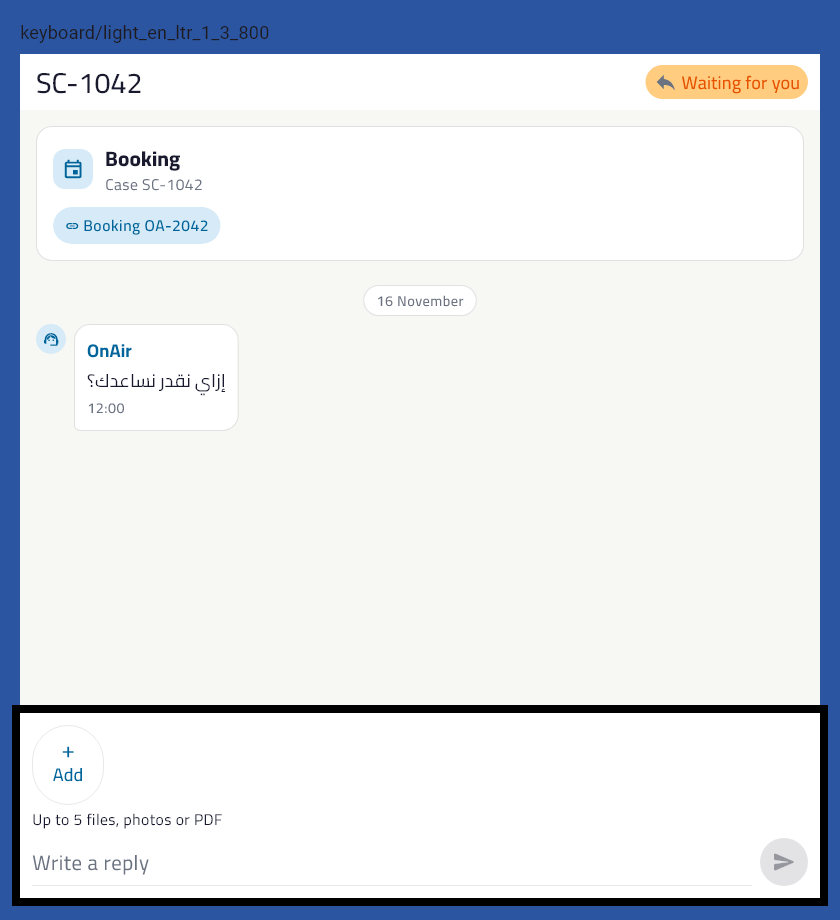 keyboard/light_en_ltr_1_3_800
SC-1042
Waiting for you
Booking
Case SC-1042
Booking OA-2042
16 November
OnAir
إزاي نقدر نساعدك؟
12:00
+
Add
Up to 5 files, photos or PDF
Write a reply